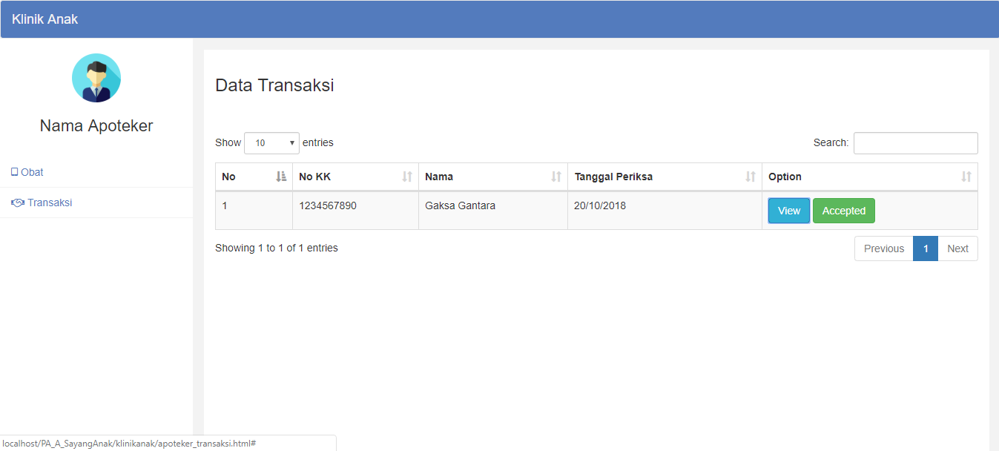 Klinik Anak
Nama Apoteker
Obat
Transaksi
Data Transaksi
Show 10 entries
Search:
No No KK Nama Tanggal Periksa Option
1 1234567890 Gaksa Gantara 20/10/2018 View Accepted
Showing 1 to 1 of 1 entries
Previous 1 Next
localhost/PA_A_SayangAnak/klinikanak/apoteker_transaksi.html#